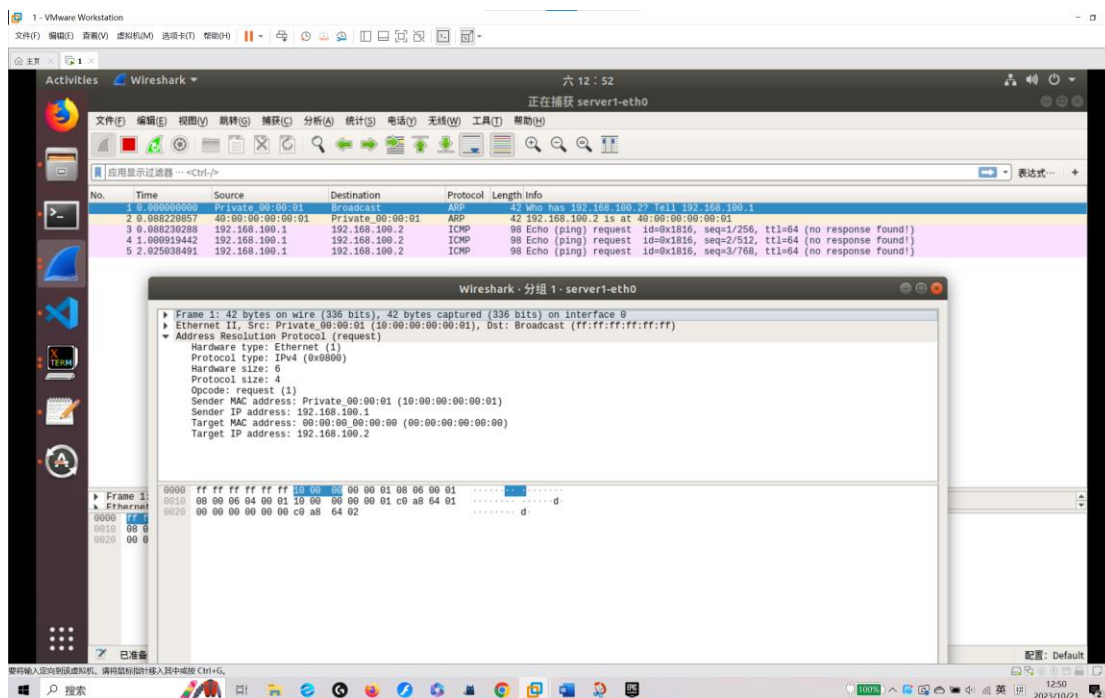 1 - VMware Workstation
文件(F) 编辑(E) 查看(V) 虚拟机(M) 选项卡(T) 帮助(H)
主页 1
Activities Wireshark 六 12：52
正在捕获 server1-eth0
文件(F) 编辑(E) 视图(V) 跳转(G) 捕获(C) 分析(A) 统计(S) 电话(Y) 无线(W) 工具(T) 帮助(H)
应用显示过滤器 … <Ctrl-/> 表达式… +
No. Time Source Destination Protocol Length Info
1 0.000000000 Private_00:00:01 Broadcast ARP 42 Who has 192.168.100.2? Tell 192.168.100.1
2 0.088220857 40:00:00:00:00:01 Private_00:00:01 ARP 42 192.168.100.2 is at 40:00:00:00:00:01
3 0.088230288 192.168.100.1 192.168.100.2 ICMP 98 Echo (ping) request id=0x1816, seq=1/256, ttl=64 (no response found!)
4 1.000919442 192.168.100.1 192.168.100.2 ICMP 98 Echo (ping) request id=0x1816, seq=2/512, ttl=64 (no response found!)
5 2.025038491 192.168.100.1 192.168.100.2 ICMP 98 Echo (ping) request id=0x1816, seq=3/768, ttl=64 (no response found!)
Wireshark · 分组 1 · server1-eth0
Frame 1: 42 bytes on wire (336 bits), 42 bytes captured (336 bits) on interface 0
Ethernet II, Src: Private_00:00:01 (10:00:00:00:00:01), Dst: Broadcast (ff:ff:ff:ff:ff:ff)
Address Resolution Protocol (request)
Hardware type: Ethernet (1)
Protocol type: IPv4 (0x0800)
Hardware size: 6
Protocol size: 4
Opcode: request (1)
Sender MAC address: Private_00:00:01 (10:00:00:00:00:01)
Sender IP address: 192.168.100.1
Target MAC address: 00:00:00_00:00:00 (00:00:00:00:00:00)
Target IP address: 192.168.100.2
TERM
0000 ff ff ff ff ff ff 10 00 00 00 00 01 08 06 00 01 ········ ········
0010 08 00 06 04 00 01 10 00 00 00 00 01 c0 a8 64 01 ········ ······d·
0020 00 00 00 00 00 00 c0 a8 64 02 ········ d·
Frame 1:
Ethernet
0000 ff f
0010 08 0
0020 00 0
已准备 配置：Default
要将输入定向到该虚拟机，请将鼠标指针移入其中或按 Ctrl+G。
搜索 100% 英 拼 12:50
2023/10/21